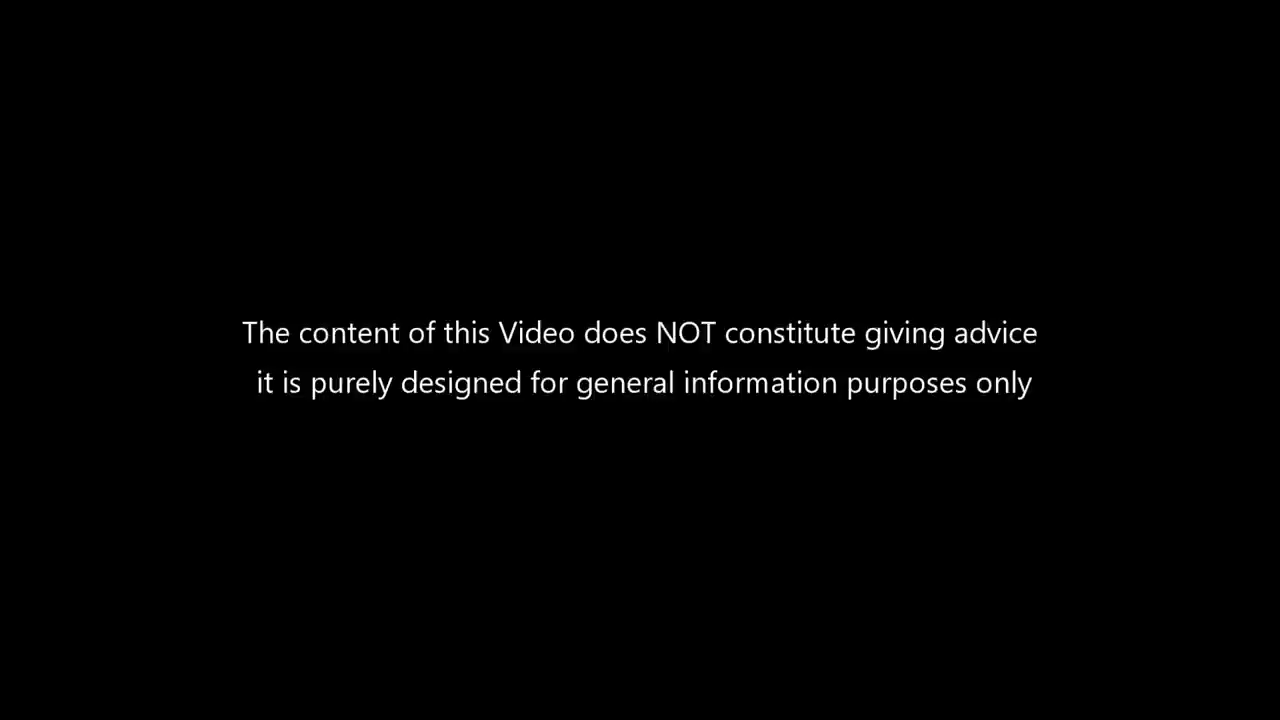 The content of this Video does NOT constitute giving advice
it is purely designed for general information purposes only